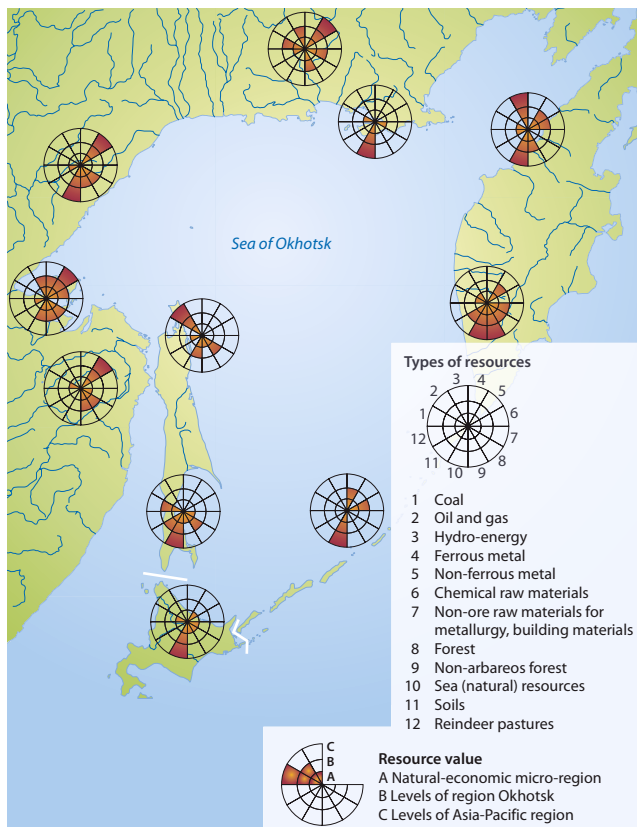 Sea of Okhotsk
Types of resources
3 4
2 5
1 6
12 7
11 8
10 9
1 Coal
2 Oil and gas
3 Hydro-energy
4 Ferrous metal
5 Non-ferrous metal
6 Chemical raw materials
7 Non-ore raw materials for
metallurgy, building materials
8 Forest
9 Non-arbareos forest
10 Sea (natural) resources
11 Soils
12 Reindeer pastures
C
B
A
Resource value
A Natural-economic micro-region
B Levels of region Okhotsk
C Levels of Asia-Pacific region